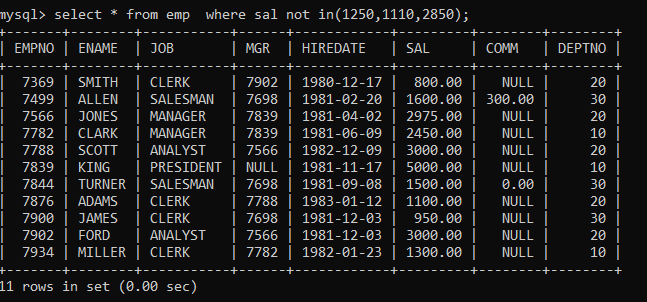 mysql> select * from emp  where sal not in(1250,1110,2850);
+-------+--------+-----------+------+------------+---------+--------+--------+
| EMPNO | ENAME  | JOB       | MGR  | HIREDATE   | SAL     | COMM   | DEPTNO |
+-------+--------+-----------+------+------------+---------+--------+--------+
|  7369 | SMITH  | CLERK     | 7902 | 1980-12-17 |  800.00 |   NULL |     20 |
|  7499 | ALLEN  | SALESMAN  | 7698 | 1981-02-20 | 1600.00 | 300.00 |     30 |
|  7566 | JONES  | MANAGER   | 7839 | 1981-04-02 | 2975.00 |   NULL |     20 |
|  7782 | CLARK  | MANAGER   | 7839 | 1981-06-09 | 2450.00 |   NULL |     10 |
|  7788 | SCOTT  | ANALYST   | 7566 | 1982-12-09 | 3000.00 |   NULL |     20 |
|  7839 | KING   | PRESIDENT | NULL | 1981-11-17 | 5000.00 |   NULL |     10 |
|  7844 | TURNER | SALESMAN  | 7698 | 1981-09-08 | 1500.00 |   0.00 |     30 |
|  7876 | ADAMS  | CLERK     | 7788 | 1983-01-12 | 1100.00 |   NULL |     20 |
|  7900 | JAMES  | CLERK     | 7698 | 1981-12-03 |  950.00 |   NULL |     30 |
|  7902 | FORD   | ANALYST   | 7566 | 1981-12-03 | 3000.00 |   NULL |     20 |
|  7934 | MILLER | CLERK     | 7782 | 1982-01-23 | 1300.00 |   NULL |     10 |
+-------+--------+-----------+------+------------+---------+--------+--------+
11 rows in set (0.00 sec)